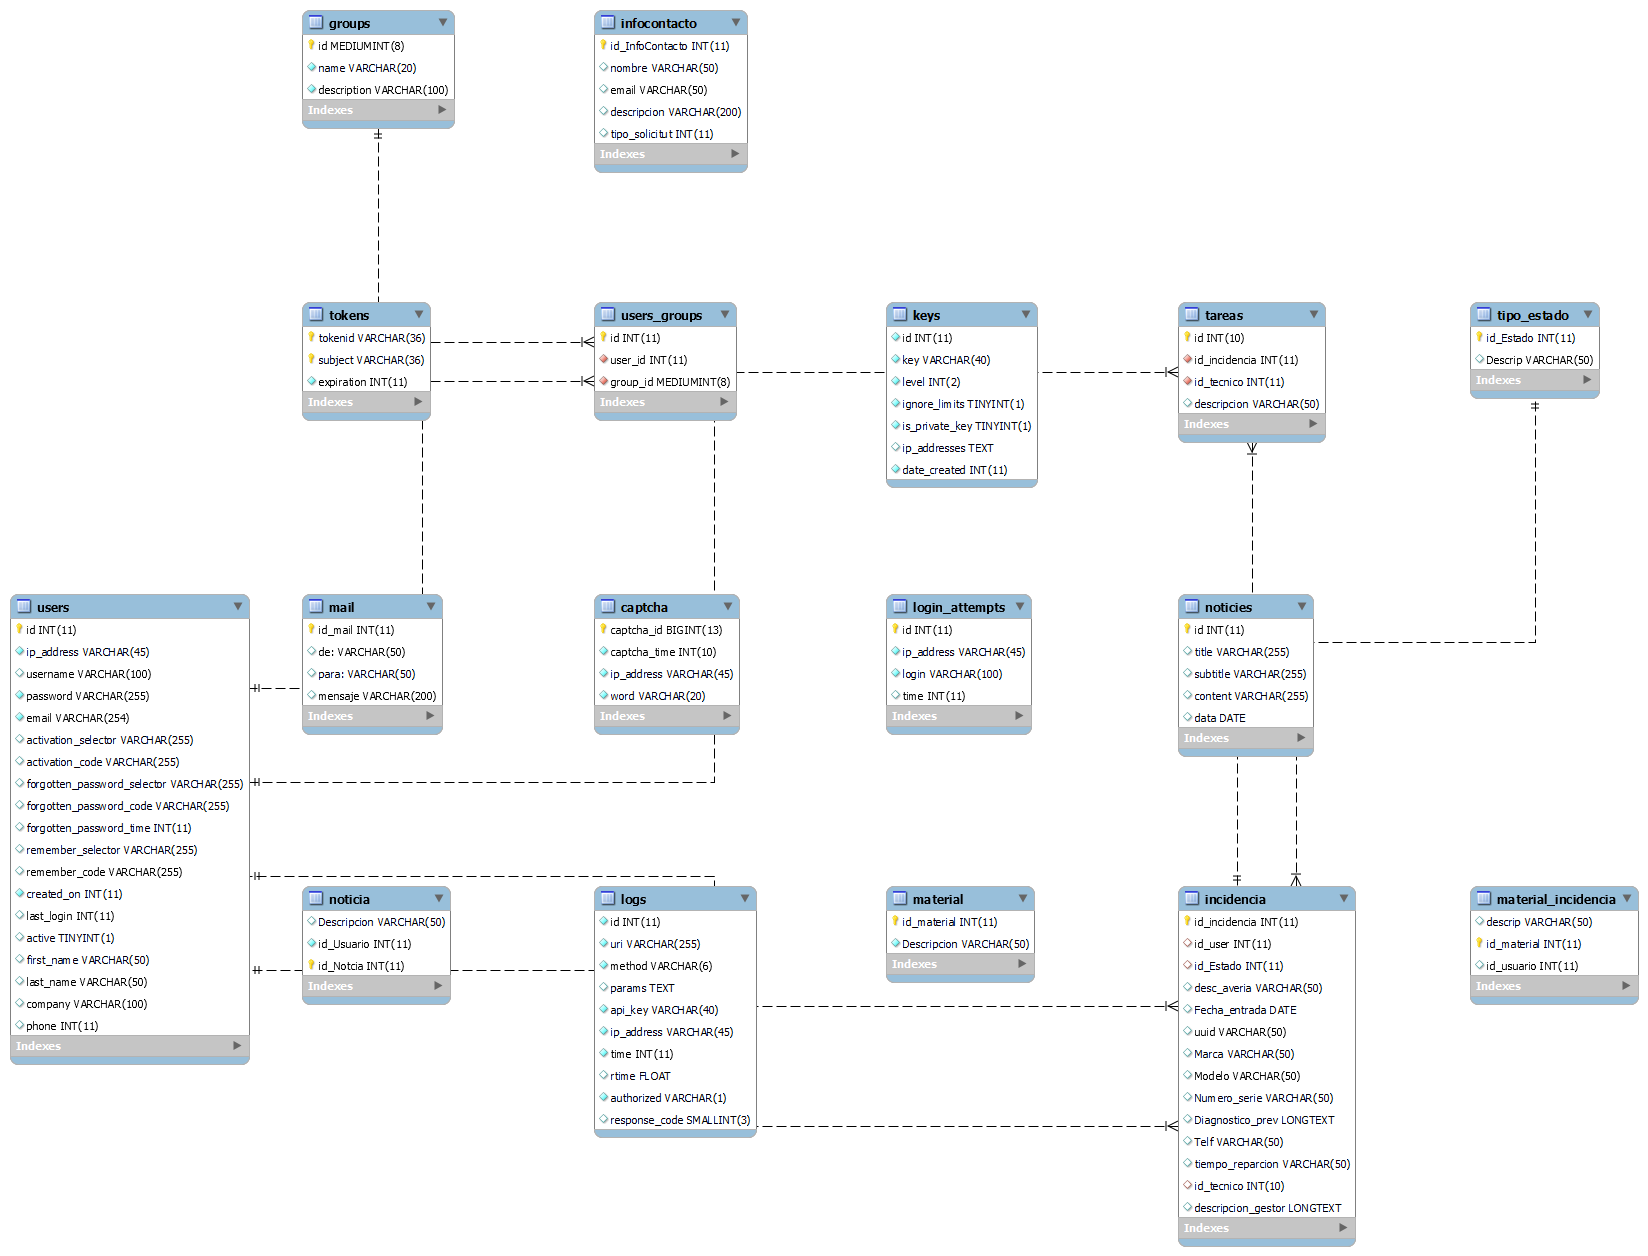 groups
id MEDIUMINT(8)
name VARCHAR(20)
description VARCHAR(100)
Indexes
infocontacto
id_InfoContacto INT(11)
nombre VARCHAR(50)
email VARCHAR(50)
descripcion VARCHAR(200)
tipo_solicitut INT(11)
Indexes
tokens
tokenid VARCHAR(36)
subject VARCHAR(36)
expiration INT(11)
Indexes
users_groups
id INT(11)
user_id INT(11)
group_id MEDIUMINT(8)
Indexes
keys
id INT(11)
key VARCHAR(40)
level INT(2)
ignore_limits TINYINT(1)
is_private_key TINYINT(1)
ip_addresses TEXT
date_created INT(11)
tareas
id INT(10)
id_incidencia INT(11)
id_tecnico INT(11)
descripcion VARCHAR(50)
Indexes
tipo_estado
id_Estado INT(11)
Descrip VARCHAR(50)
Indexes
users
id INT(11)
ip_address VARCHAR(45)
username VARCHAR(100)
password VARCHAR(255)
email VARCHAR(254)
activation_selector VARCHAR(255)
activation_code VARCHAR(255)
forgotten_password_selector VARCHAR(255)
forgotten_password_code VARCHAR(255)
forgotten_password_time INT(11)
remember_selector VARCHAR(255)
remember_code VARCHAR(255)
created_on INT(11)
last_login INT(11)
active TINYINT(1)
first_name VARCHAR(50)
last_name VARCHAR(50)
company VARCHAR(100)
phone INT(11)
Indexes
mail
id_mail INT(11)
de: VARCHAR(50)
para: VARCHAR(50)
mensaje VARCHAR(200)
Indexes
captcha
captcha_id BIGINT(13)
captcha_time INT(10)
ip_address VARCHAR(45)
word VARCHAR(20)
Indexes
login_attempts
id INT(11)
ip_address VARCHAR(45)
login VARCHAR(100)
time INT(11)
Indexes
noticies
id INT(11)
title VARCHAR(255)
subtitle VARCHAR(255)
content VARCHAR(255)
data DATE
Indexes
noticia
Descripcion VARCHAR(50)
id_Usuario INT(11)
id_Notcia INT(11)
Indexes
logs
id INT(11)
uri VARCHAR(255)
method VARCHAR(6)
params TEXT
api_key VARCHAR(40)
ip_address VARCHAR(45)
time INT(11)
rtime FLOAT
authorized VARCHAR(1)
response_code SMALLINT(3)
material
id_material INT(11)
Descripcion VARCHAR(50)
Indexes
incidencia
id_incidencia INT(11)
id_user INT(11)
id_Estado INT(11)
desc_averia VARCHAR(50)
Fecha_entrada DATE
uuid VARCHAR(50)
Marca VARCHAR(50)
Modelo VARCHAR(50)
Numero_serie VARCHAR(50)
Diagnostico_prev LONGTEXT
Telf VARCHAR(50)
tiempo_reparcion VARCHAR(50)
id_tecnico INT(10)
descripcion_gestor LONGTEXT
Indexes
material_incidencia
descrip VARCHAR(50)
id_material INT(11)
id_usuario INT(11)
Indexes